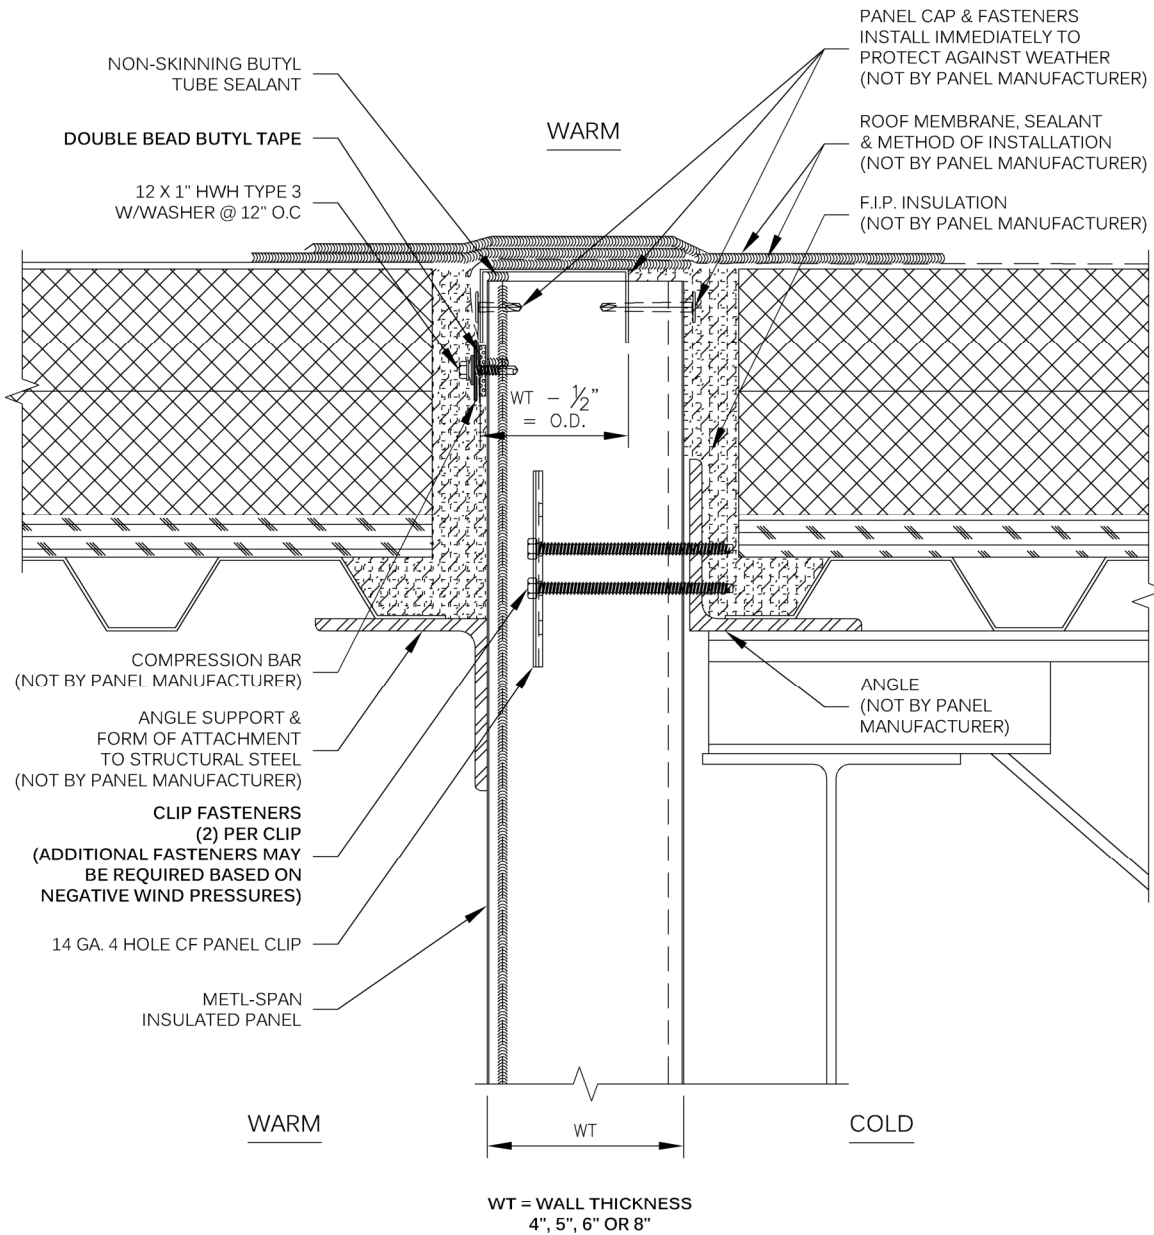 PANEL CAP & FASTENERS
INSTALL IMMEDIATELY TO
PROTECT AGAINST WEATHER
(NOT BY PANEL MANUFACTURER)
NON-SKINNING BUTYL
TUBE SEALANT
WARM
DOUBLE BEAD BUTYL TAPE
ROOF MEMBRANE, SEALANT
& METHOD OF INSTALLATION
(NOT BY PANEL MANUFACTURER)
12 X 1" HWH TYPE 3
W/WASHER @ 12" O.C
F.I.P. INSULATION
(NOT BY PANEL MANUFACTURER)
WT - ½"
= O.D.
COMPRESSION BAR
(NOT BY PANEL MANUFACTURER)
ANGLE
(NOT BY PANEL
MANUFACTURER)
ANGLE SUPPORT &
FORM OF ATTACHMENT
TO STRUCTURAL STEEL
(NOT BY PANEL MANUFACTURER)
CLIP FASTENERS
(2) PER CLIP
(ADDITIONAL FASTENERS MAY
BE REQUIRED BASED ON
NEGATIVE WIND PRESSURES)
14 GA. 4 HOLE CF PANEL CLIP
METL-SPAN
INSULATED PANEL
WARM
COLD
WT
WT = WALL THICKNESS
4", 5", 6" OR 8"